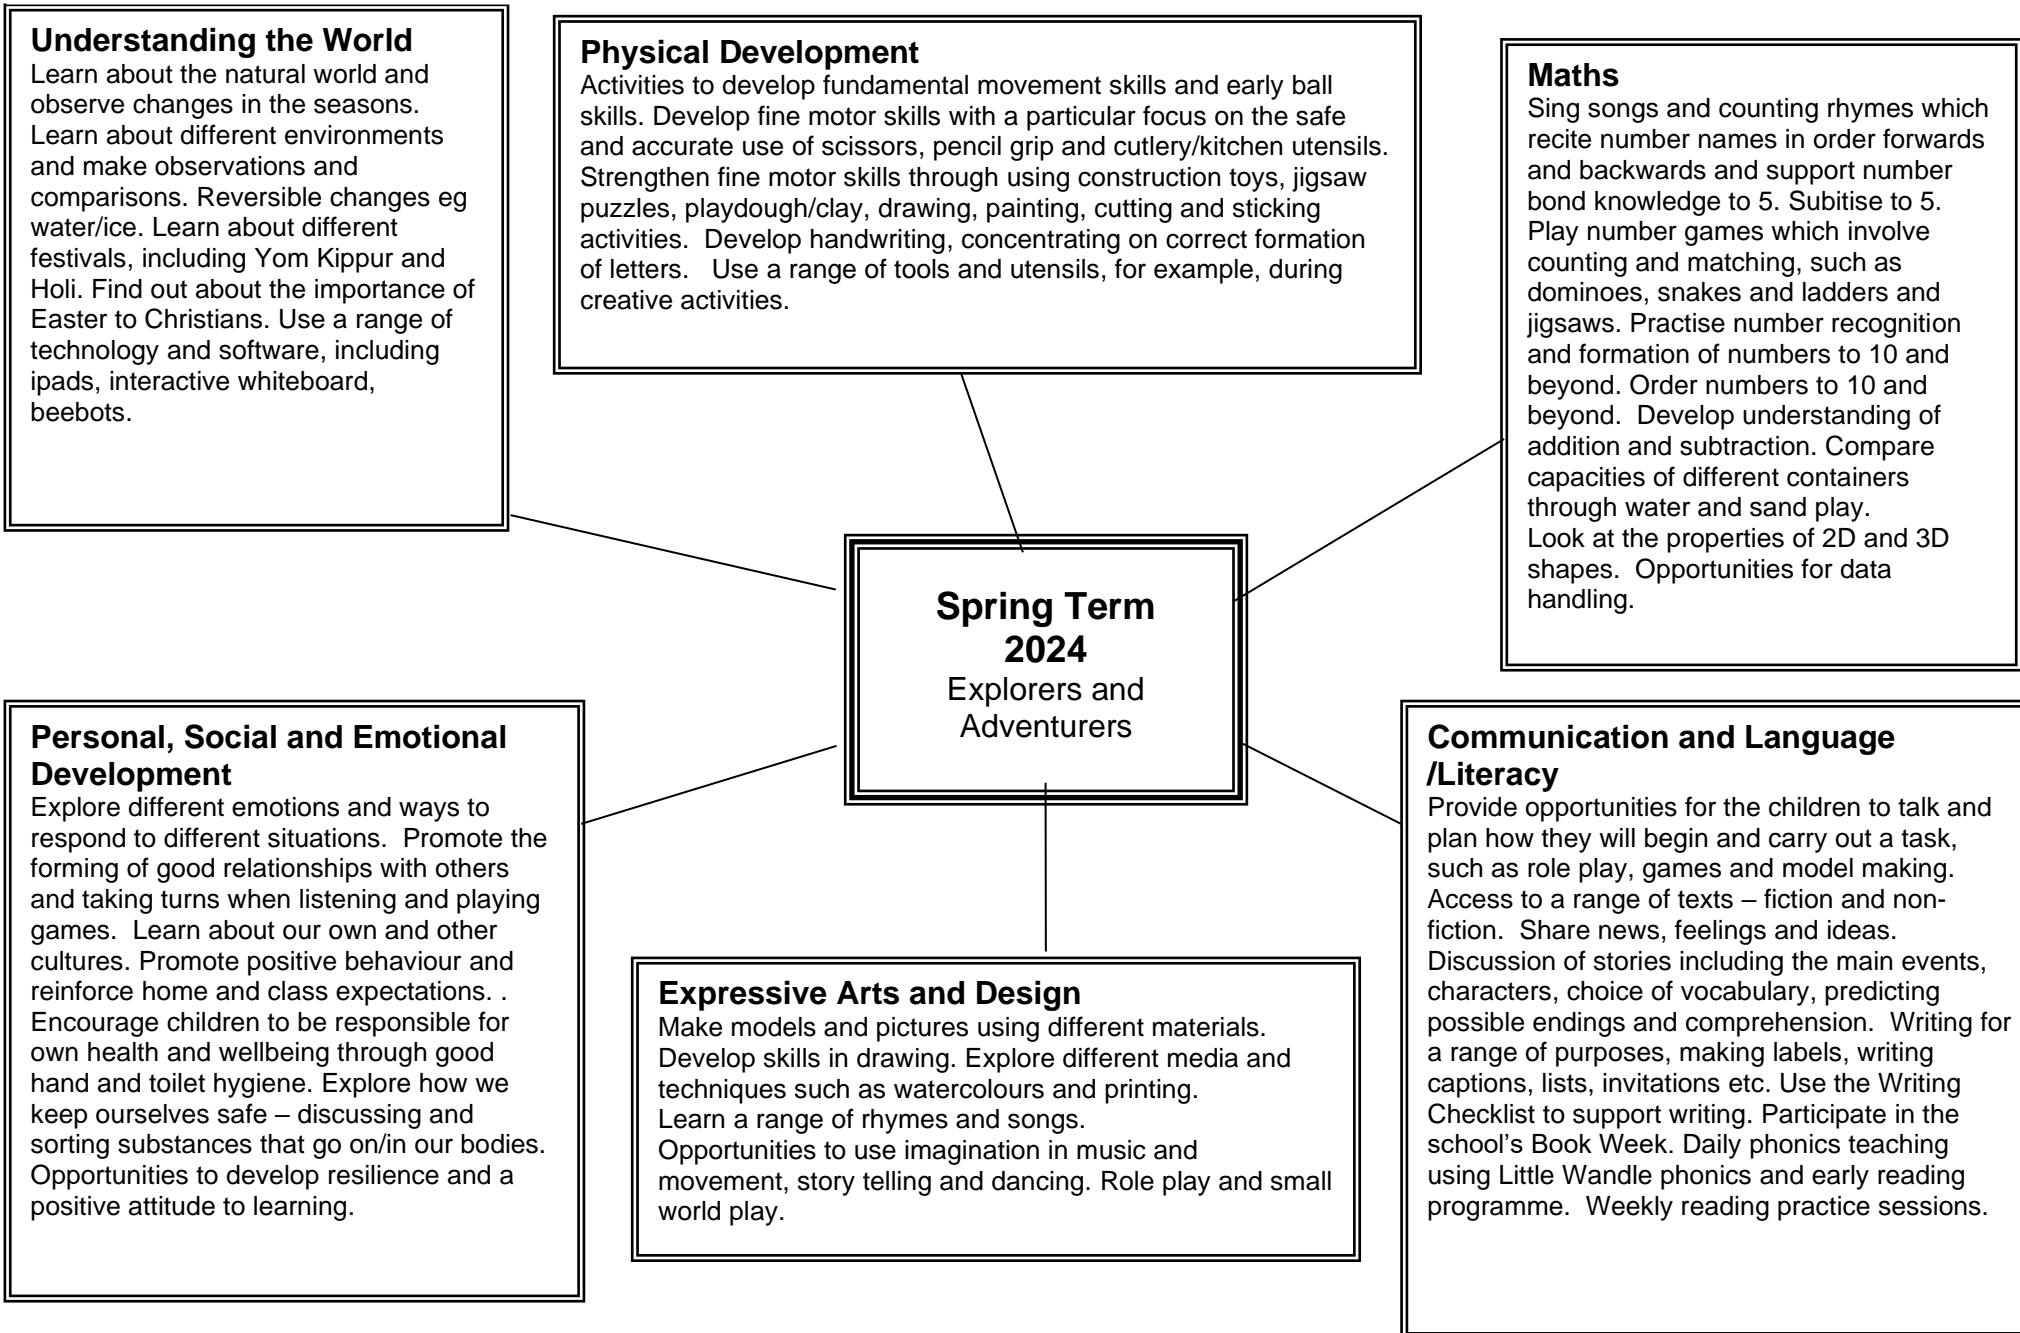 Understanding the World
Learn about the natural world and
observe changes in the seasons.
Learn about different environments
and make observations and
comparisons. Reversible changes eg
water/ice. Learn about different
festivals, including Yom Kippur and
Holi. Find out about the importance of
Easter to Christians. Use a range of
technology and software, including
ipads, interactive whiteboard,
beebots.
Physical Development
Activities to develop fundamental movement skills and early ball
skills. Develop fine motor skills with a particular focus on the safe
and accurate use of scissors, pencil grip and cutlery/kitchen utensils.
Strengthen fine motor skills through using construction toys, jigsaw
puzzles, playdough/clay, drawing, painting, cutting and sticking
activities.  Develop handwriting, concentrating on correct formation
of letters.   Use a range of tools and utensils, for example, during
creative activities.
Maths
Sing songs and counting rhymes which
recite number names in order forwards
and backwards and support number
bond knowledge to 5. Subitise to 5.
Play number games which involve
counting and matching, such as
dominoes, snakes and ladders and
jigsaws. Practise number recognition
and formation of numbers to 10 and
beyond. Order numbers to 10 and
beyond.  Develop understanding of
addition and subtraction. Compare
capacities of different containers
through water and sand play.
Look at the properties of 2D and 3D
shapes.  Opportunities for data
handling.
Spring Term
2024
Explorers and
Adventurers
Personal, Social and Emotional
Development
Explore different emotions and ways to
respond to different situations.  Promote the
forming of good relationships with others
and taking turns when listening and playing
games.  Learn about our own and other
cultures. Promote positive behaviour and
reinforce home and class expectations. .
Encourage children to be responsible for
own health and wellbeing through good
hand and toilet hygiene. Explore how we
keep ourselves safe – discussing and
sorting substances that go on/in our bodies.
Opportunities to develop resilience and a
positive attitude to learning.
Expressive Arts and Design
Make models and pictures using different materials.
Develop skills in drawing. Explore different media and
techniques such as watercolours and printing.
Learn a range of rhymes and songs.
Opportunities to use imagination in music and
movement, story telling and dancing. Role play and small
world play.
Communication and Language
/Literacy
Provide opportunities for the children to talk and
plan how they will begin and carry out a task,
such as role play, games and model making.
Access to a range of texts – fiction and non-
fiction.  Share news, feelings and ideas.
Discussion of stories including the main events,
characters, choice of vocabulary, predicting
possible endings and comprehension.  Writing for
a range of purposes, making labels, writing
captions, lists, invitations etc. Use the Writing
Checklist to support writing. Participate in the
school’s Book Week. Daily phonics teaching
using Little Wandle phonics and early reading
programme.  Weekly reading practice sessions.